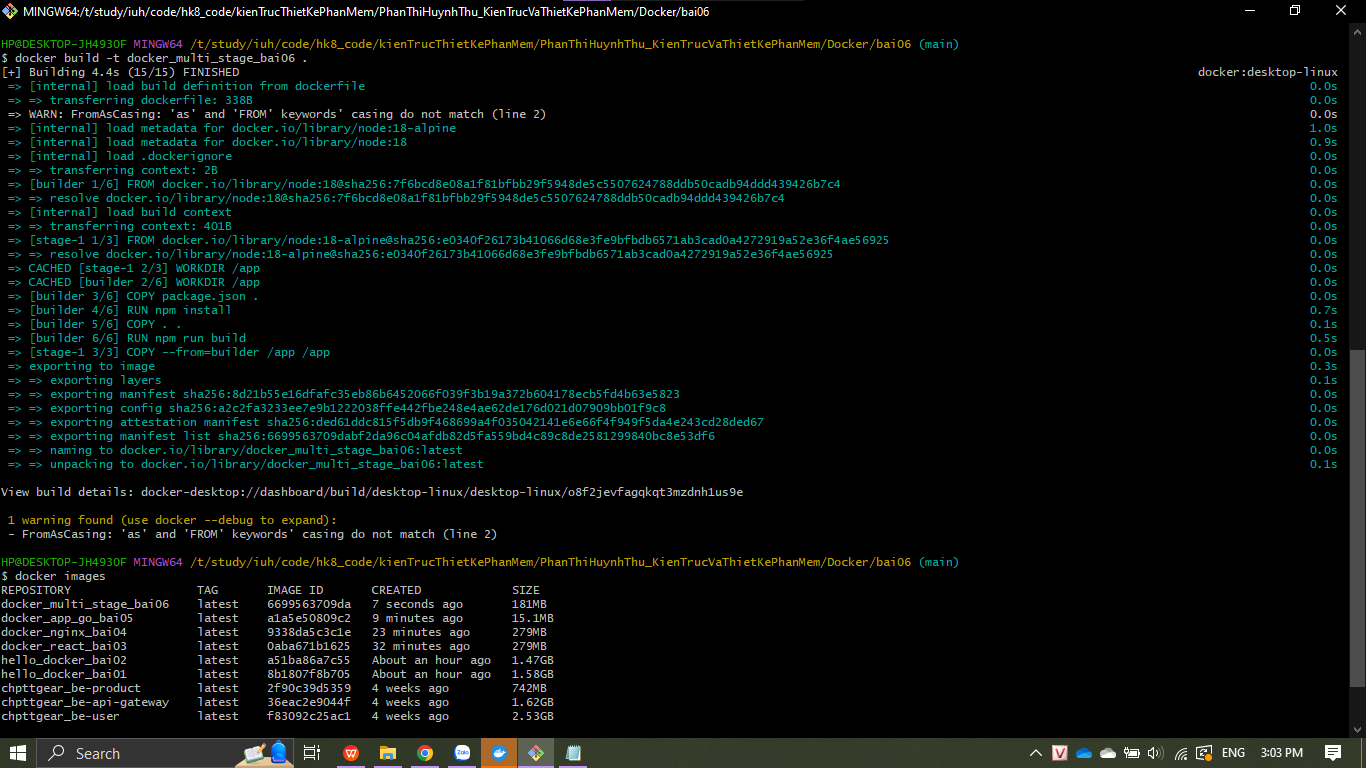 MINGW64:/t/study/iuh/code/hk8_code/kienTrucThietKePhanMem/PhanThiHuynhThu_KienTrucVaThietKePhanMem/Docker/bai06
HP@DESKTOP-JH493OF MINGW64 /t/study/iuh/code/hk8_code/kienTrucThietKePhanMem/PhanThiHuynhThu_KienTrucVaThietKePhanMem/Docker/bai06 (main)
$ docker build -t docker_multi_stage_bai06 .
[+] Building 4.4s (15/15) FINISHED docker:desktop-linux
=> [internal] load build definition from dockerfile 0.0s
=> => transferring dockerfile: 338B 0.0s
=> WARN: FromAsCasing: 'as' and 'FROM' keywords' casing do not match (line 2) 0.0s
=> [internal] load metadata for docker.io/library/node:18-alpine 1.0s
=> [internal] load metadata for docker.io/library/node:18 0.9s
=> [internal] load .dockerignore 0.0s
=> => transferring context: 2B 0.0s
=> [builder 1/6] FROM docker.io/library/node:18@sha256:7f6bcd8e08a1f81bfbb29f5948de5c5507624788ddb50cadb94ddd439426b7c4 0.0s
=> => resolve docker.io/library/node:18@sha256:7f6bcd8e08a1f81bfbb29f5948de5c5507624788ddb50cadb94ddd439426b7c4 0.0s
=> [internal] load build context 0.0s
=> => transferring context: 401B 0.0s
=> [stage-1 1/3] FROM docker.io/library/node:18-alpine@sha256:e0340f26173b41066d68e3fe9bfbdb6571ab3cad0a4272919a52e36f4ae56925 0.0s
=> => resolve docker.io/library/node:18-alpine@sha256:e0340f26173b41066d68e3fe9bfbdb6571ab3cad0a4272919a52e36f4ae56925 0.0s
=> CACHED [stage-1 2/3] WORKDIR /app 0.0s
=> CACHED [builder 2/6] WORKDIR /app 0.0s
=> [builder 3/6] COPY package.json . 0.0s
=> [builder 4/6] RUN npm install 0.7s
=> [builder 5/6] COPY . . 0.1s
=> [builder 6/6] RUN npm run build 0.5s
=> [stage-1 3/3] COPY --from=builder /app /app 0.0s
=> exporting to image 0.3s
=> => exporting layers 0.1s
=> => exporting manifest sha256:8d21b55e16dfafc35eb86b6452066f039f3b19a372b604178ecb5fd4b63e5823 0.0s
=> => exporting config sha256:a2c2fa3233ee7e9b1222038ffe442fbe248e4ae62de176d021d07909bb01f9c8 0.0s
=> => exporting attestation manifest sha256:ded61ddc815f5db9f468699a4f035042141e6e66f4f949f5da4e243cd28ded67 0.0s
=> => exporting manifest list sha256:6699563709dabf2da96c04afdb82d5fa559bd4c89c8de2581299840bc8e53df6 0.0s
=> => naming to docker.io/library/docker_multi_stage_bai06:latest 0.0s
=> => unpacking to docker.io/library/docker_multi_stage_bai06:latest 0.1s
View build details: docker-desktop://dashboard/build/desktop-linux/desktop-linux/o8f2jevfagqkqt3mzdnh1us9e
1 warning found (use docker --debug to expand):
- FromAsCasing: 'as' and 'FROM' keywords' casing do not match (line 2)
HP@DESKTOP-JH493OF MINGW64 /t/study/iuh/code/hk8_code/kienTrucThietKePhanMem/PhanThiHuynhThu_KienTrucVaThietKePhanMem/Docker/bai06 (main)
$ docker images
REPOSITORY TAG IMAGE ID CREATED SIZE
docker_multi_stage_bai06 latest 6699563709da 7 seconds ago 181MB
docker_app_go_bai05 latest a1a5e50809c2 9 minutes ago 15.1MB
docker_nginx_bai04 latest 9338da5c3c1e 23 minutes ago 279MB
docker_react_bai03 latest 0aba671b1625 32 minutes ago 279MB
hello_docker_bai02 latest a51ba86a7c55 About an hour ago 1.47GB
hello_docker_bai01 latest 8b1807f8b705 About an hour ago 1.58GB
chpttgear_be-product latest 2f90c39d5359 4 weeks ago 742MB
chpttgear_be-api-gateway latest 36eac2e9044f 4 weeks ago 1.62GB
chpttgear_be-user latest f83092c25ac1 4 weeks ago 2.53GB
Search
ENG
3:03 PM